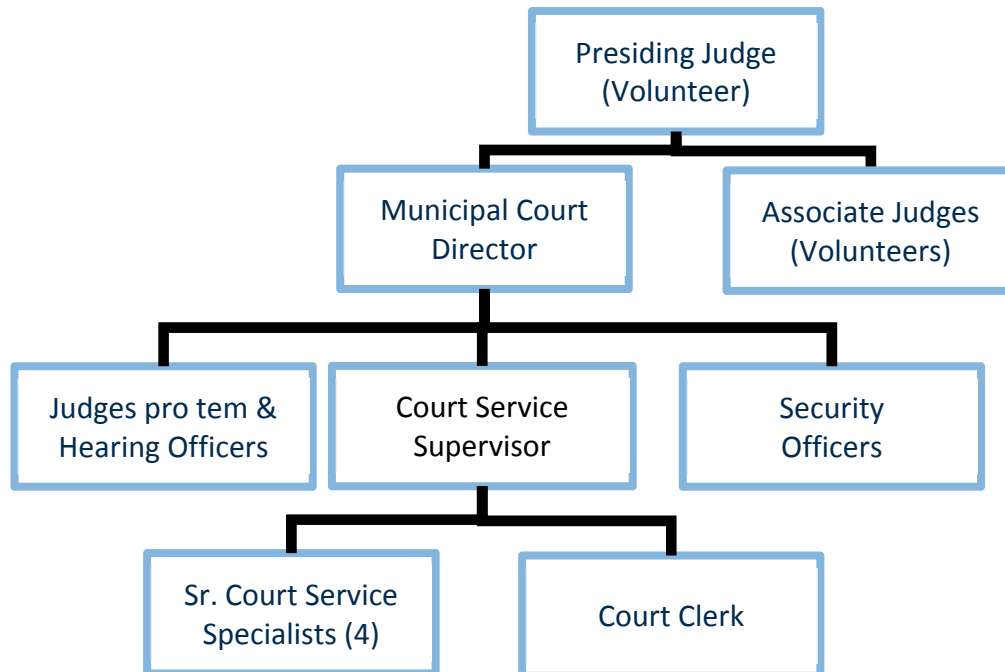 Presiding Judge
(Volunteer)
Municipal Court
Director
Associate Judges
(Volunteers)
Judges pro tem &
Hearing Officers
Court Service
Supervisor
Security
Officers
Sr. Court Service
Specialists (4)
Court Clerk